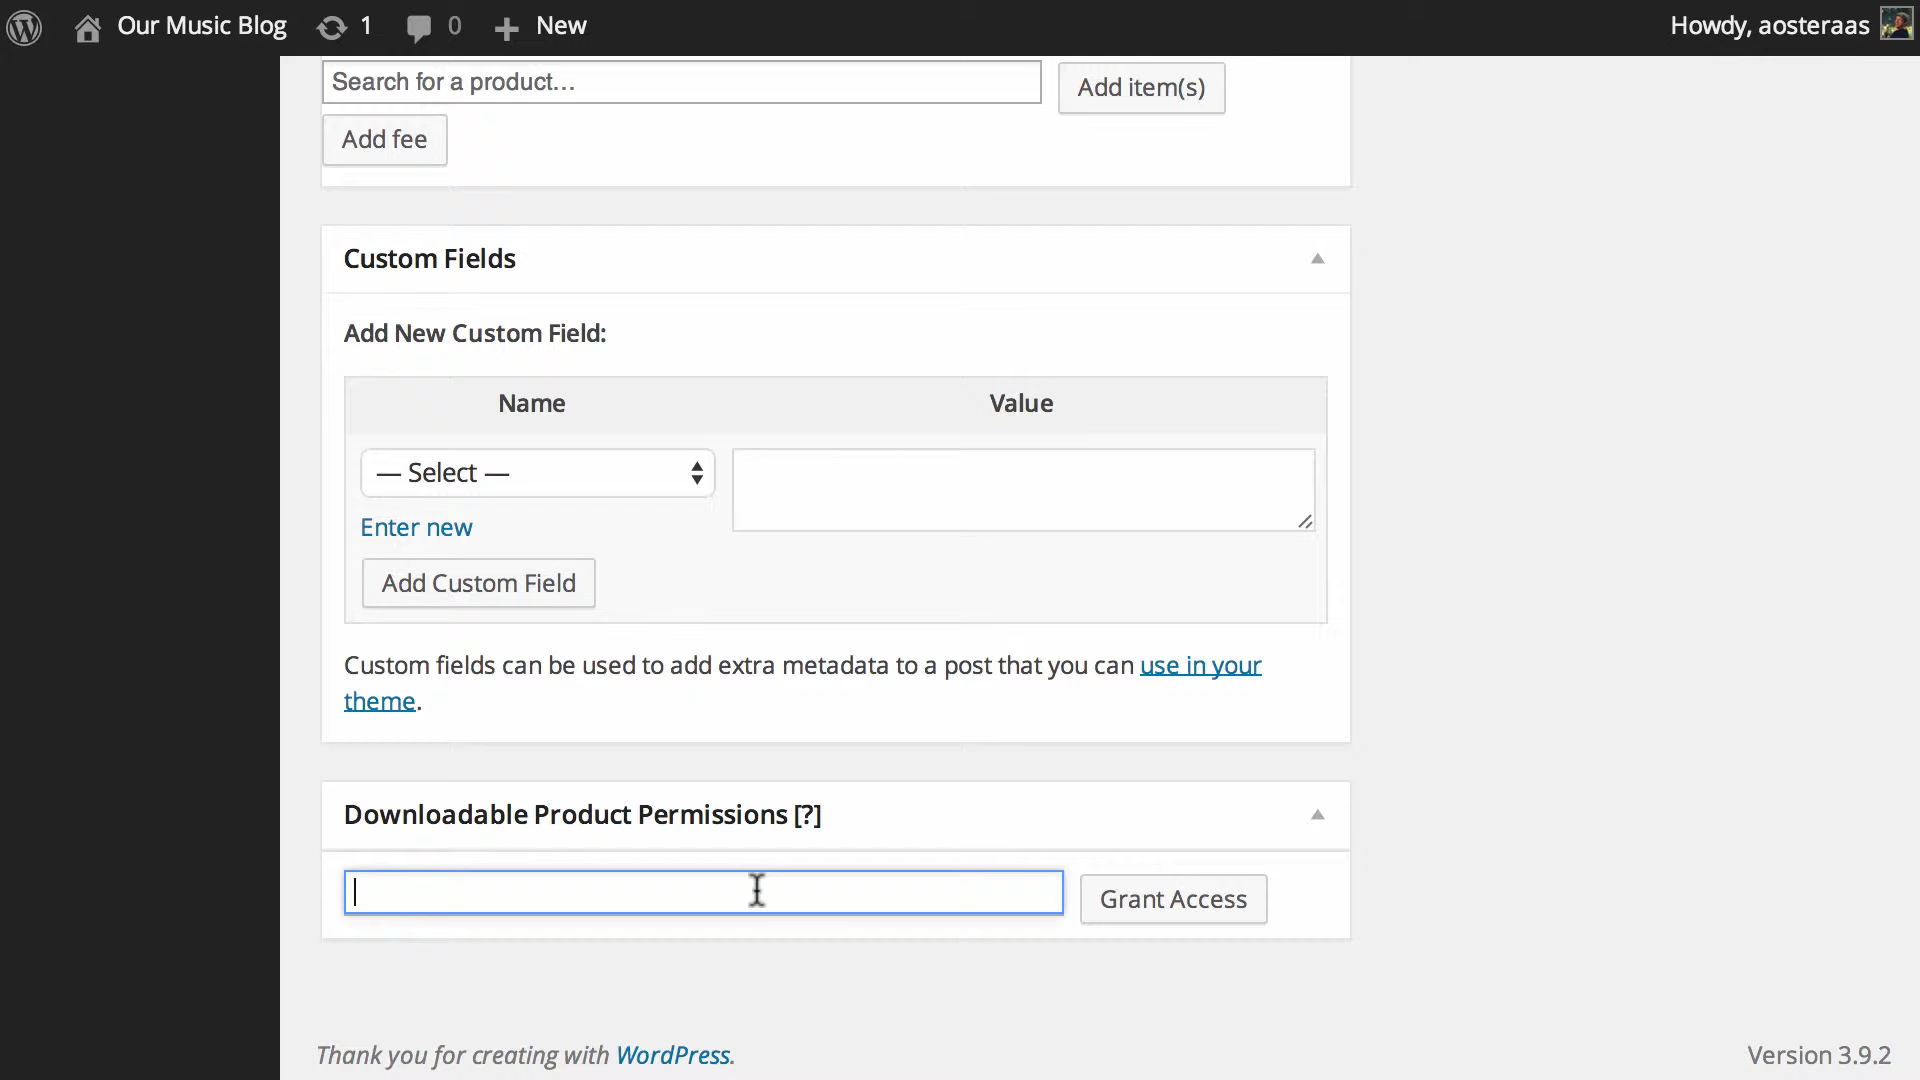 Our Music Blog 1 0 New Howdy, aosteraas
Search for a product... Add item(s)
Add fee
Custom Fields
Add New Custom Field:
Name Value
— Select —
Enter new
Add Custom Field
Custom fields can be used to add extra metadata to a post that you can use in your
theme.
Downloadable Product Permissions [?]
Grant Access
Thank you for creating with WordPress. Version 3.9.2